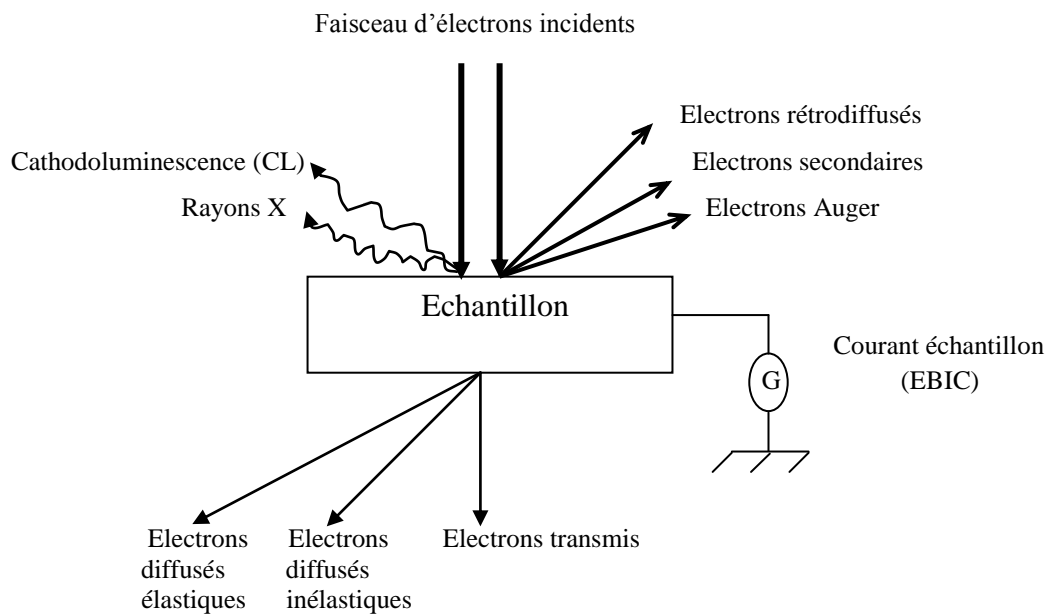 Faisceau d'électrons incidents
Electrons rétrodiffusés
Cathodoluminescence (CL)
Electrons secondaires
Rayons X
Electrons Auger
Echantillon
Courant échantillon
(EBIC)
G
Electrons
diffusés
élastiques
Electrons
diffusés
inélastiques
Electrons transmis